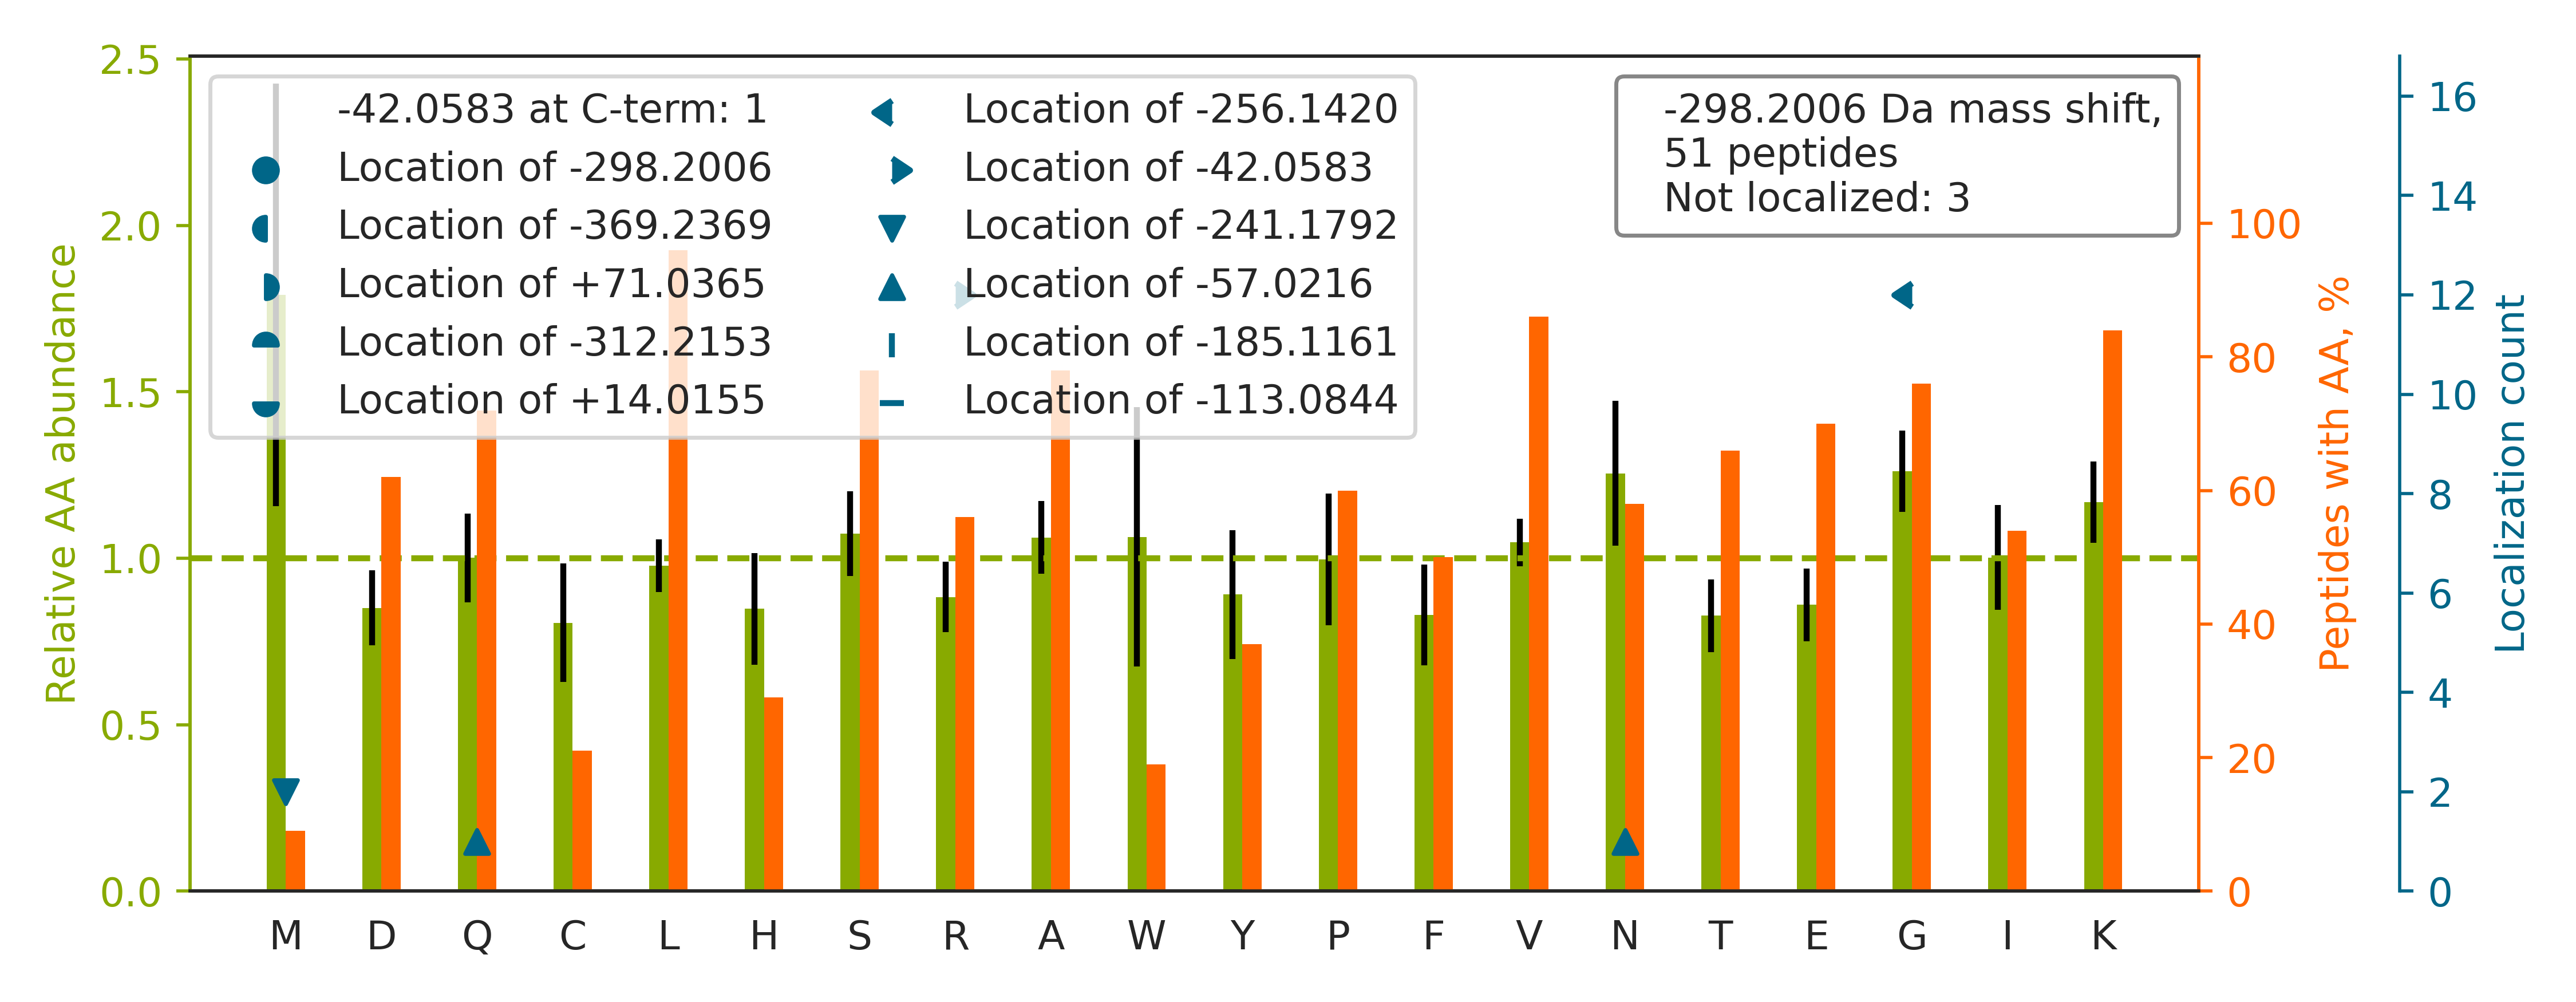 2.5
2.0
1.5
1.0
0.5
0.0
Relative AA abundance
-42.0583 at C-term: 1
Location of -298.2006
Location of -369.2369
Location of +71.0365
Location of -312.2153
Location of +14.0155
Location of -256.1420
Location of -42.0583
Location of -241.1792
Location of -57.0216
Location of -185.1161
Location of -113.0844
-298.2006 Da mass shift,
51 peptides
Not localized: 3
100
80
60
40
20
0
Peptides with AA, %
16
14
12
10
8
6
4
2
0
Localization count
M D Q C L H S R A W Y P F V N T E G I K